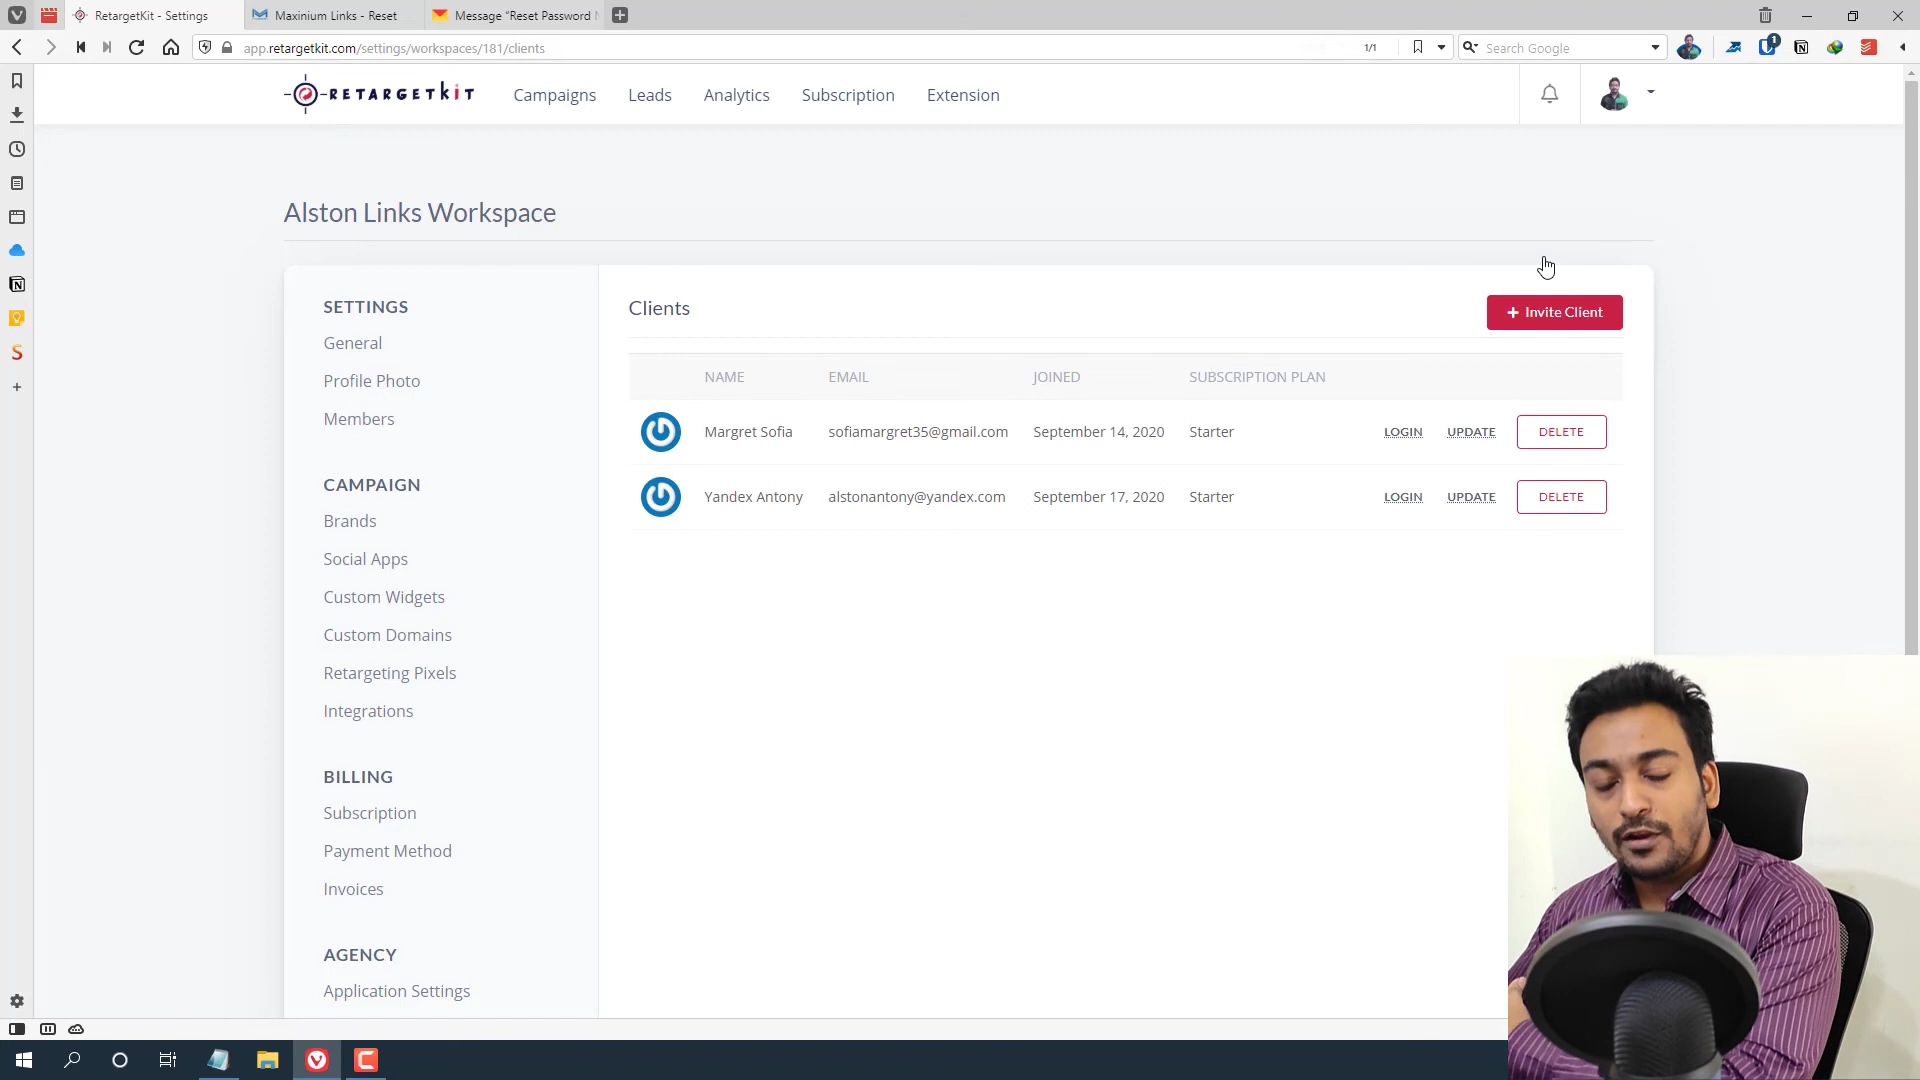 RetargetKit - Settings
Maxinium Links - Reset
Message "Reset Password
app.retargetkit.com/settings/workspaces/181/clients
1/1
Search Google
1
RETARGETKIT
Campaigns
Leads
Analytics
Subscription
Extension
Alston Links Workspace
SETTINGS
General
Profile Photo
Members
CAMPAIGN
Brands
Social Apps
Custom Widgets
Custom Domains
Retargeting Pixels
Integrations
BILLING
Subscription
Payment Method
Invoices
AGENCY
Application Settings
Clients
+ Invite Client
NAME EMAIL JOINED SUBSCRIPTION PLAN
Margret Sofia sofiamargret35@gmail.com September 14, 2020 Starter LOGIN UPDATE DELETE
Yandex Antony alstonantony@yandex.com September 17, 2020 Starter LOGIN UPDATE DELETE